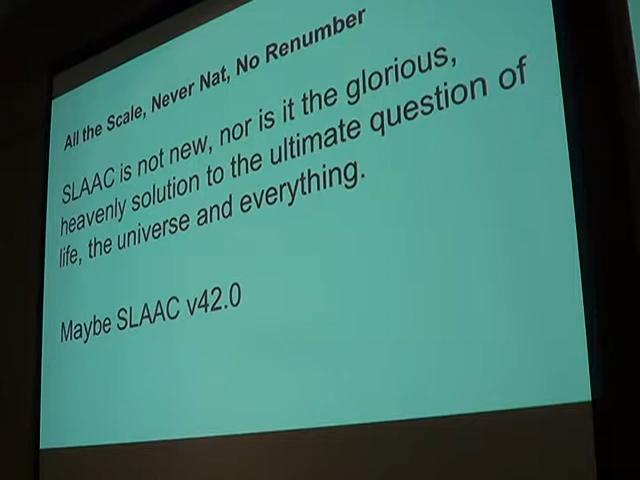 All the Scale, Never Nat, No Renumber
SLAAC is not new, nor is it the glorious,
heavenly solution to the ultimate question of
life, the universe and everything.
Maybe SLAAC v42.0